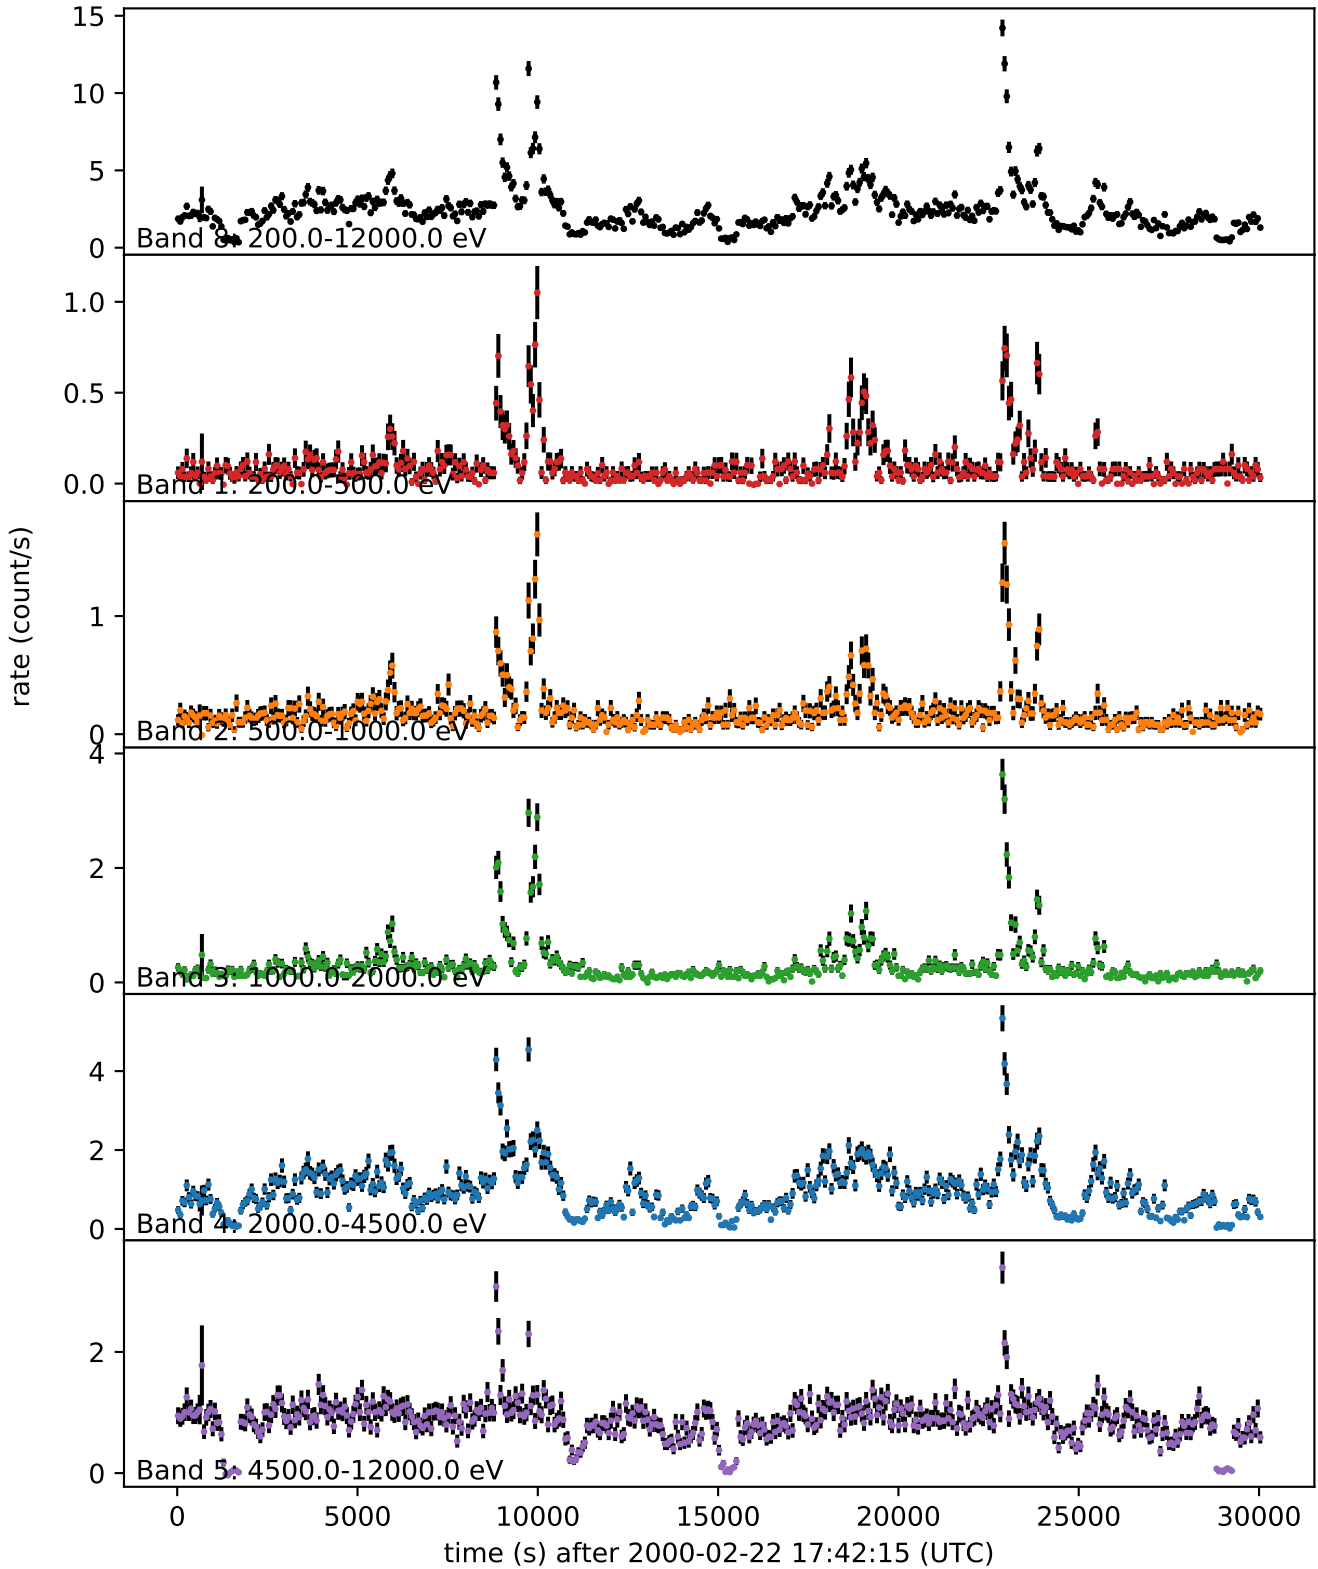 15
10
5
0
Band 8: 200.0-12000.0 eV
1.0
0.5
0.0
Band 1: 200.0-500.0 eV
rate (count/s)
1
0
Band 2: 500.0-1000.0 eV
4
2
0
Band 3: 1000.0-2000.0 eV
4
2
0
Band 4: 2000.0-4500.0 eV
2
0
Band 5: 4500.0-12000.0 eV
0 5000 10000 15000 20000 25000 30000
time (s) after 2000-02-22 17:42:15 (UTC)